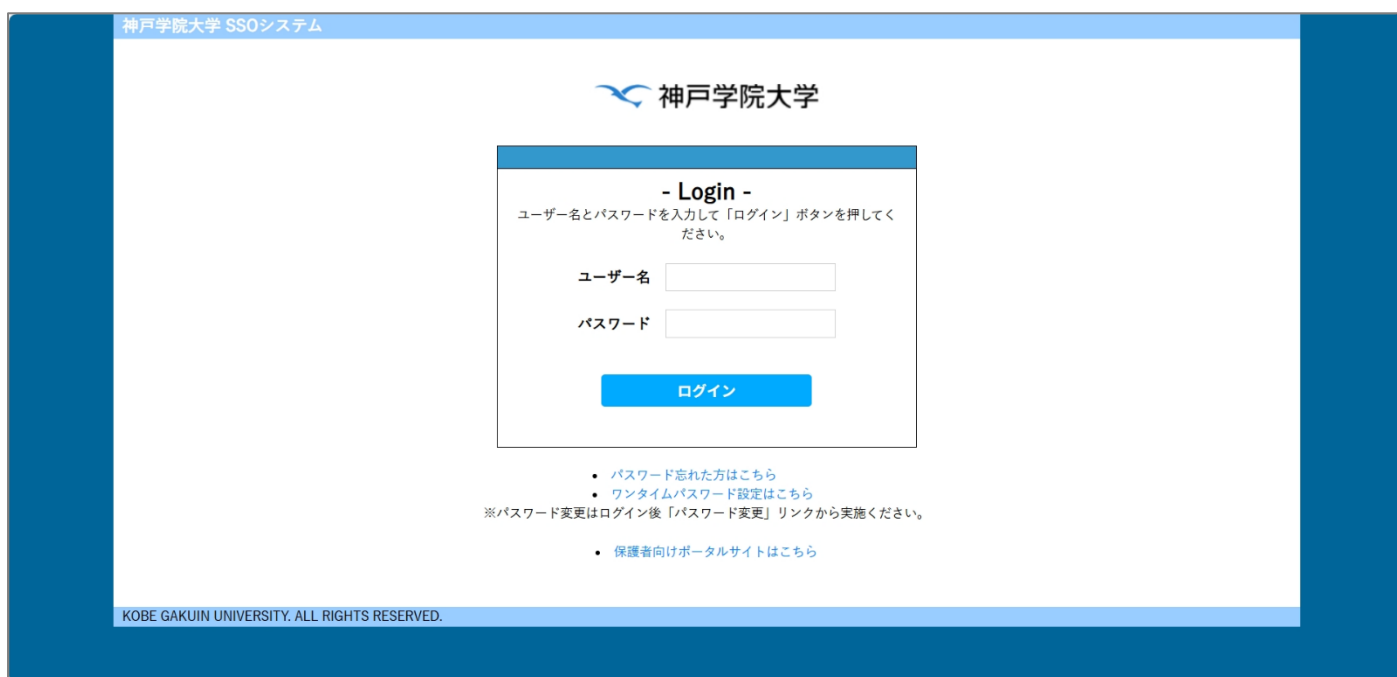 神戸学院大学 SSOシステム
神戸学院大学
- Login -
ユーザー名とパスワードを入力して「ログイン」ボタンを押してく
ださい。
ユーザー名
パスワード
ログイン
• パスワード忘れた方はこちら
• ワンタイムパスワード設定はこちら
※パスワード変更はログイン後「パスワード変更」リンクから実施ください。
• 保護者向けポータルサイトはこちら
KOBE GAKUIN UNIVERSITY. ALL RIGHTS RESERVED.